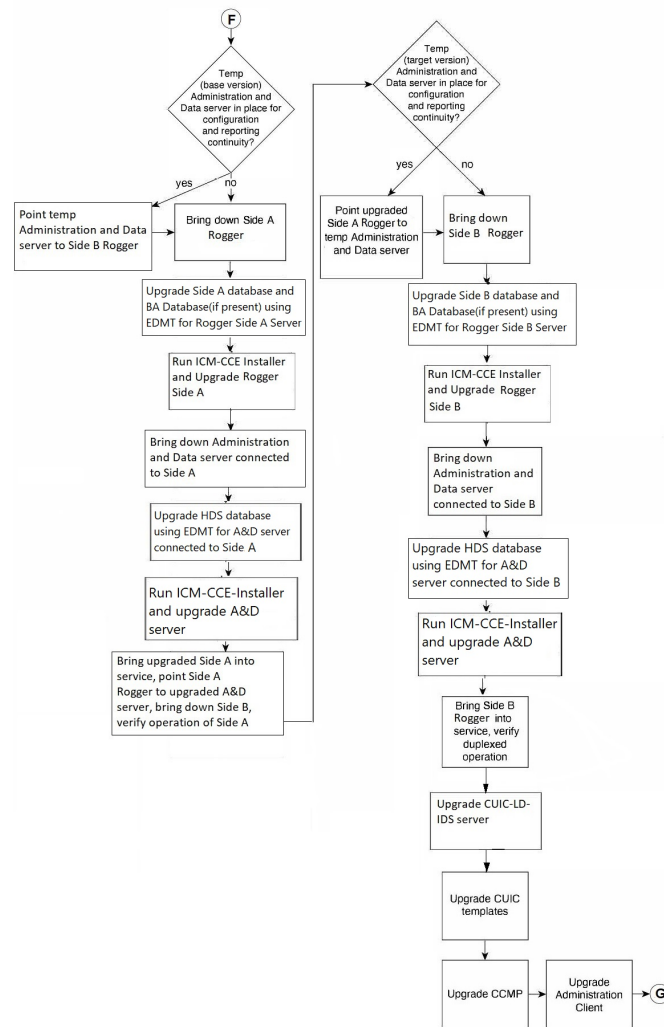 F
Temp
(base version)
Administration and
Data server in place for
configuration
and reporting
continuity?
yes
no
Point temp
Administration and Data
server to Side B Rogger
Bring down Side A
Rogger
Upgrade Side A database and
BA Database(if present) using
EDMT for Rogger Side A Server
Run ICM-CCE Installer
and Upgrade Rogger
Side A
Bring down Administration
and Data server connected
to Side A
Upgrade HDS database
using EDMT for A&D server
connected to Side A
Run ICM-CCE-Installer
and upgrade A&D
server
Bring upgraded Side A into
service, point Side A
Rogger to upgraded A&D
server, bring down Side B,
verify operation of Side A
Temp
(target version)
Administration and
Data server in place for
configuration
and reporting
continuity?
yes
no
Point upgraded
Side A Rogger to
temp Administration
and Data server
Bring down
Side B Rogger
Upgrade Side B database and
BA Database(if present) using
EDMT for Rogger Side B Server
Run ICM-CCE Installer
and Upgrade Rogger
Side B
Bring down
Administration and
Data server
connected to Side B
Upgrade HDS database
using EDMT for A&D
server connected to Side B
Run ICM-CCE-Installer
and upgrade A&D
server
Bring Side B
Rogger into
service, verify
duplexed
operation
Upgrade CUIC-LD-
IDS server
Upgrade CUIC
templates
Upgrade CCMP
Upgrade
Administration
Client
G